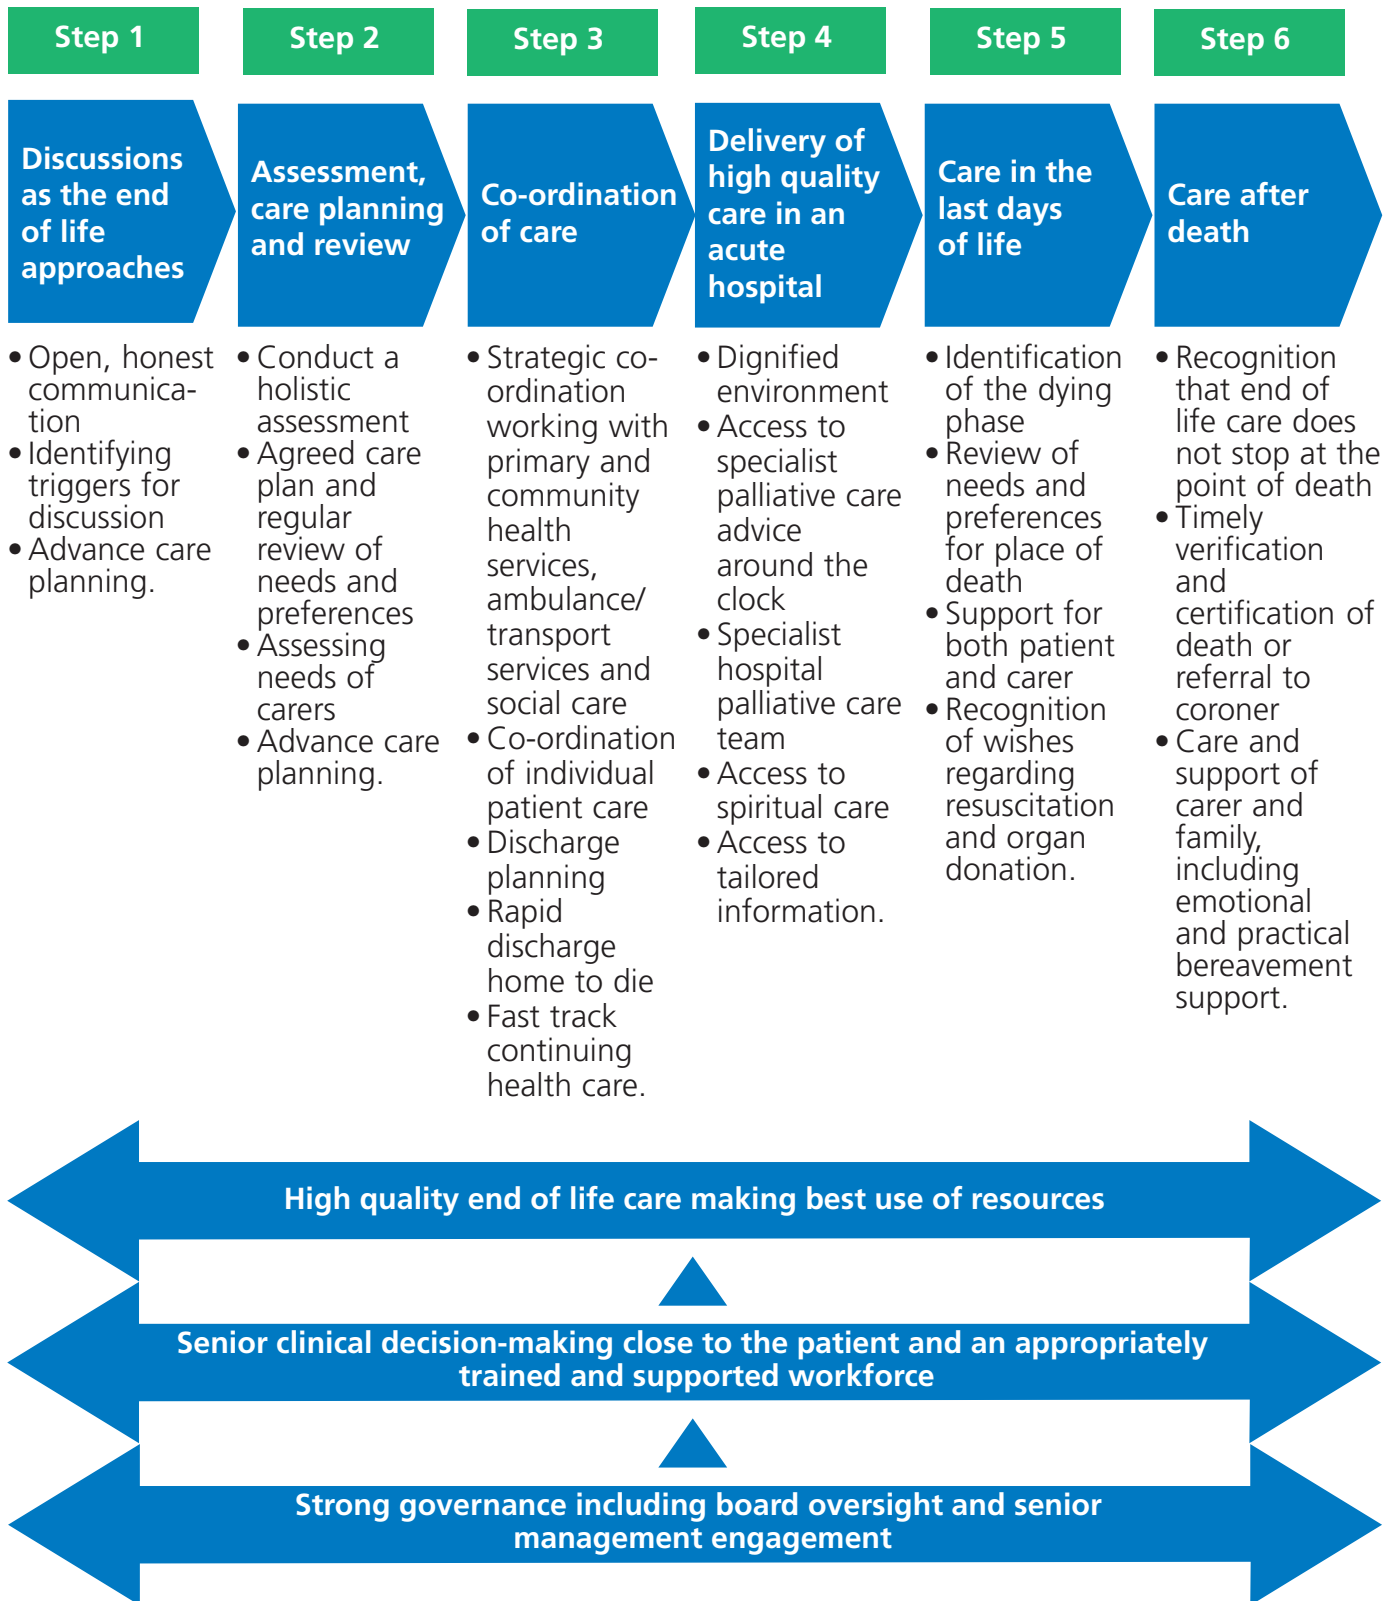 Step 1
Step 2
Step 3
Step 4
Step 5
Step 6
Discussions
as the end
of life
approaches
Assessment,
care planning
and review
Co-ordination
of care
Delivery of
high quality
care in an
acute
hospital
Care in the
last days
of life
Care after
death
• Open, honest
communica-
tion
• Identifying
triggers for
discussion
• Advance care
planning.
• Conduct a
holistic
assessment
• Agreed care
plan and
regular
review of
needs and
preferences
• Assessing
needs of
carers
• Advance care
planning.
• Strategic co-
ordination
working with
primary and
community
health
services,
ambulance/
transport
services and
social care
• Co-ordination
of individual
patient care
• Discharge
planning
• Rapid
discharge
home to die
• Fast track
continuing
health care.
• Dignified
environment
• Access to
specialist
palliative care
advice
around the
clock
• Specialist
hospital
palliative care
team
• Access to
spiritual care
• Access to
tailored
information.
• Identification
of the dying
phase
• Review of
needs and
preferences
for place of
death
• Support for
both patient
and carer
• Recognition
of wishes
regarding
resuscitation
and organ
donation.
• Recognition
that end of
life care does
not stop at the
point of death
• Timely
verification
and
certification of
death or
referral to
coroner
• Care and
support of
carer and
family,
including
emotional
and practical
bereavement
support.
High quality end of life care making best use of resources
Senior clinical decision-making close to the patient and an appropriately
trained and supported workforce
Strong governance including board oversight and senior
management engagement